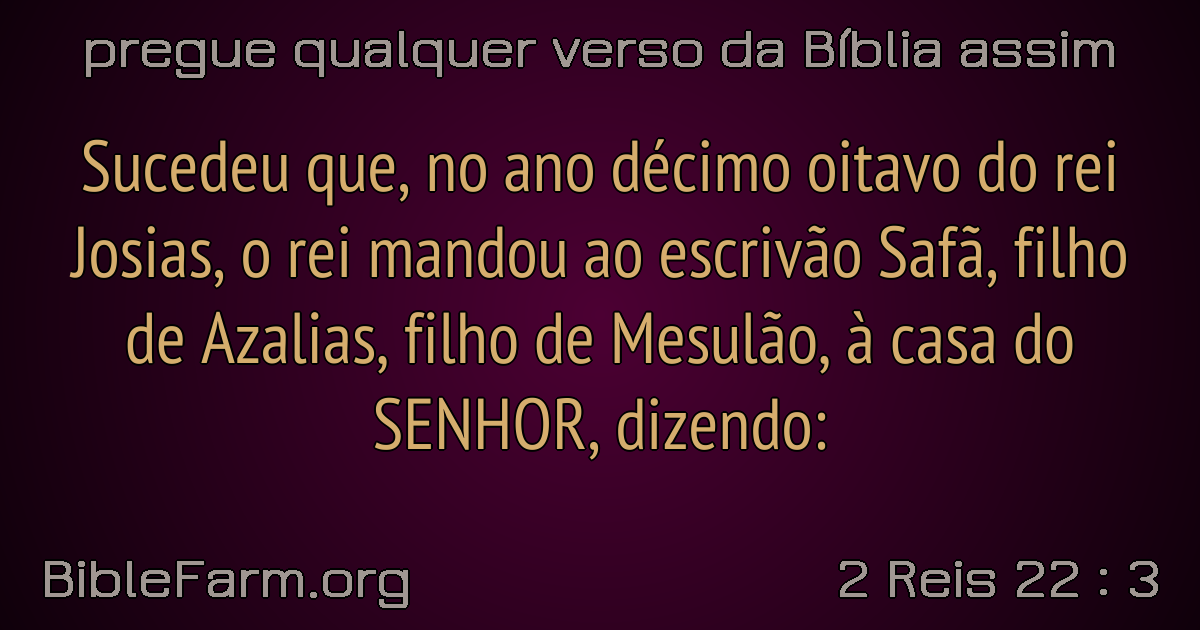 pregue qualquer verso da Bíblia assim
Sucedeu que, no ano décimo oitavo do rei
Josias, o rei mandou ao escrivão Safã, filho
de Azalias, filho de Mesulão, à casa do
SENHOR, dizendo:
BibleFarm.org
2 Reis 22 : 3